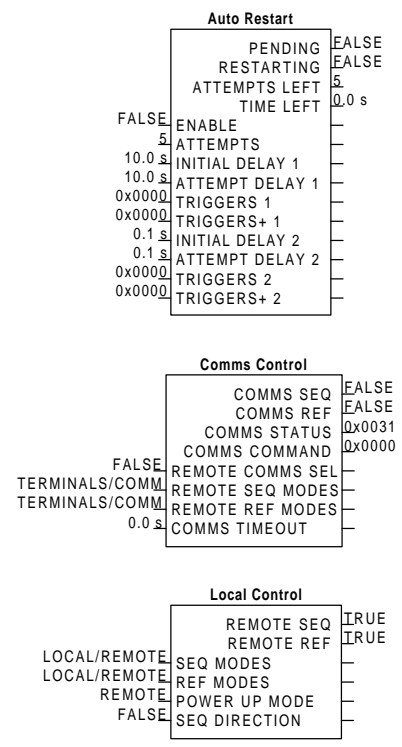 Auto Restart
PENDING FALSE
RESTARTING FALSE
ATTEMPTS LEFT 5
TIME LEFT 0.0 s
FALSE ENABLE
5 ATTEMPTS
10.0 s INITIAL DELAY 1
10.0 s ATTEMPT DELAY 1
0x0000 TRIGGERS 1
0x0000 TRIGGERS+ 1
0.1 s INITIAL DELAY 2
0.1 s ATTEMPT DELAY 2
0x0000 TRIGGERS 2
0x0000 TRIGGERS+ 2
Comms Control
COMMS SEQ FALSE
COMMS REF FALSE
COMMS STATUS 0x0031
COMMS COMMAND 0x0000
FALSE REMOTE COMMS SEL
TERMINALS/COMM REMOTE SEQ MODES
TERMINALS/COMM REMOTE REF MODES
0.0 s COMMS TIMEOUT
Local Control
REMOTE SEQ TRUE
REMOTE REF TRUE
LOCAL/REMOTE SEQ MODES
LOCAL/REMOTE REF MODES
REMOTE POWER UP MODE
FALSE SEQ DIRECTION